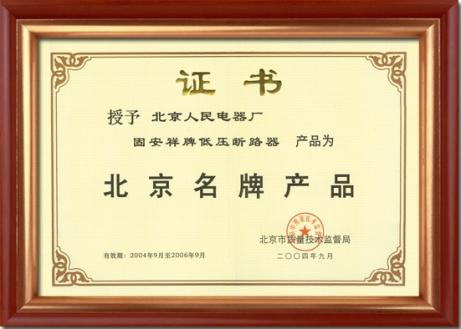 证书
授予 北京人民电器厂
固安祥牌低压断路器 产品为
北京名牌产品
北京市质量技术监督局
有效期：2004年9月至2006年9月
二〇〇四年九月